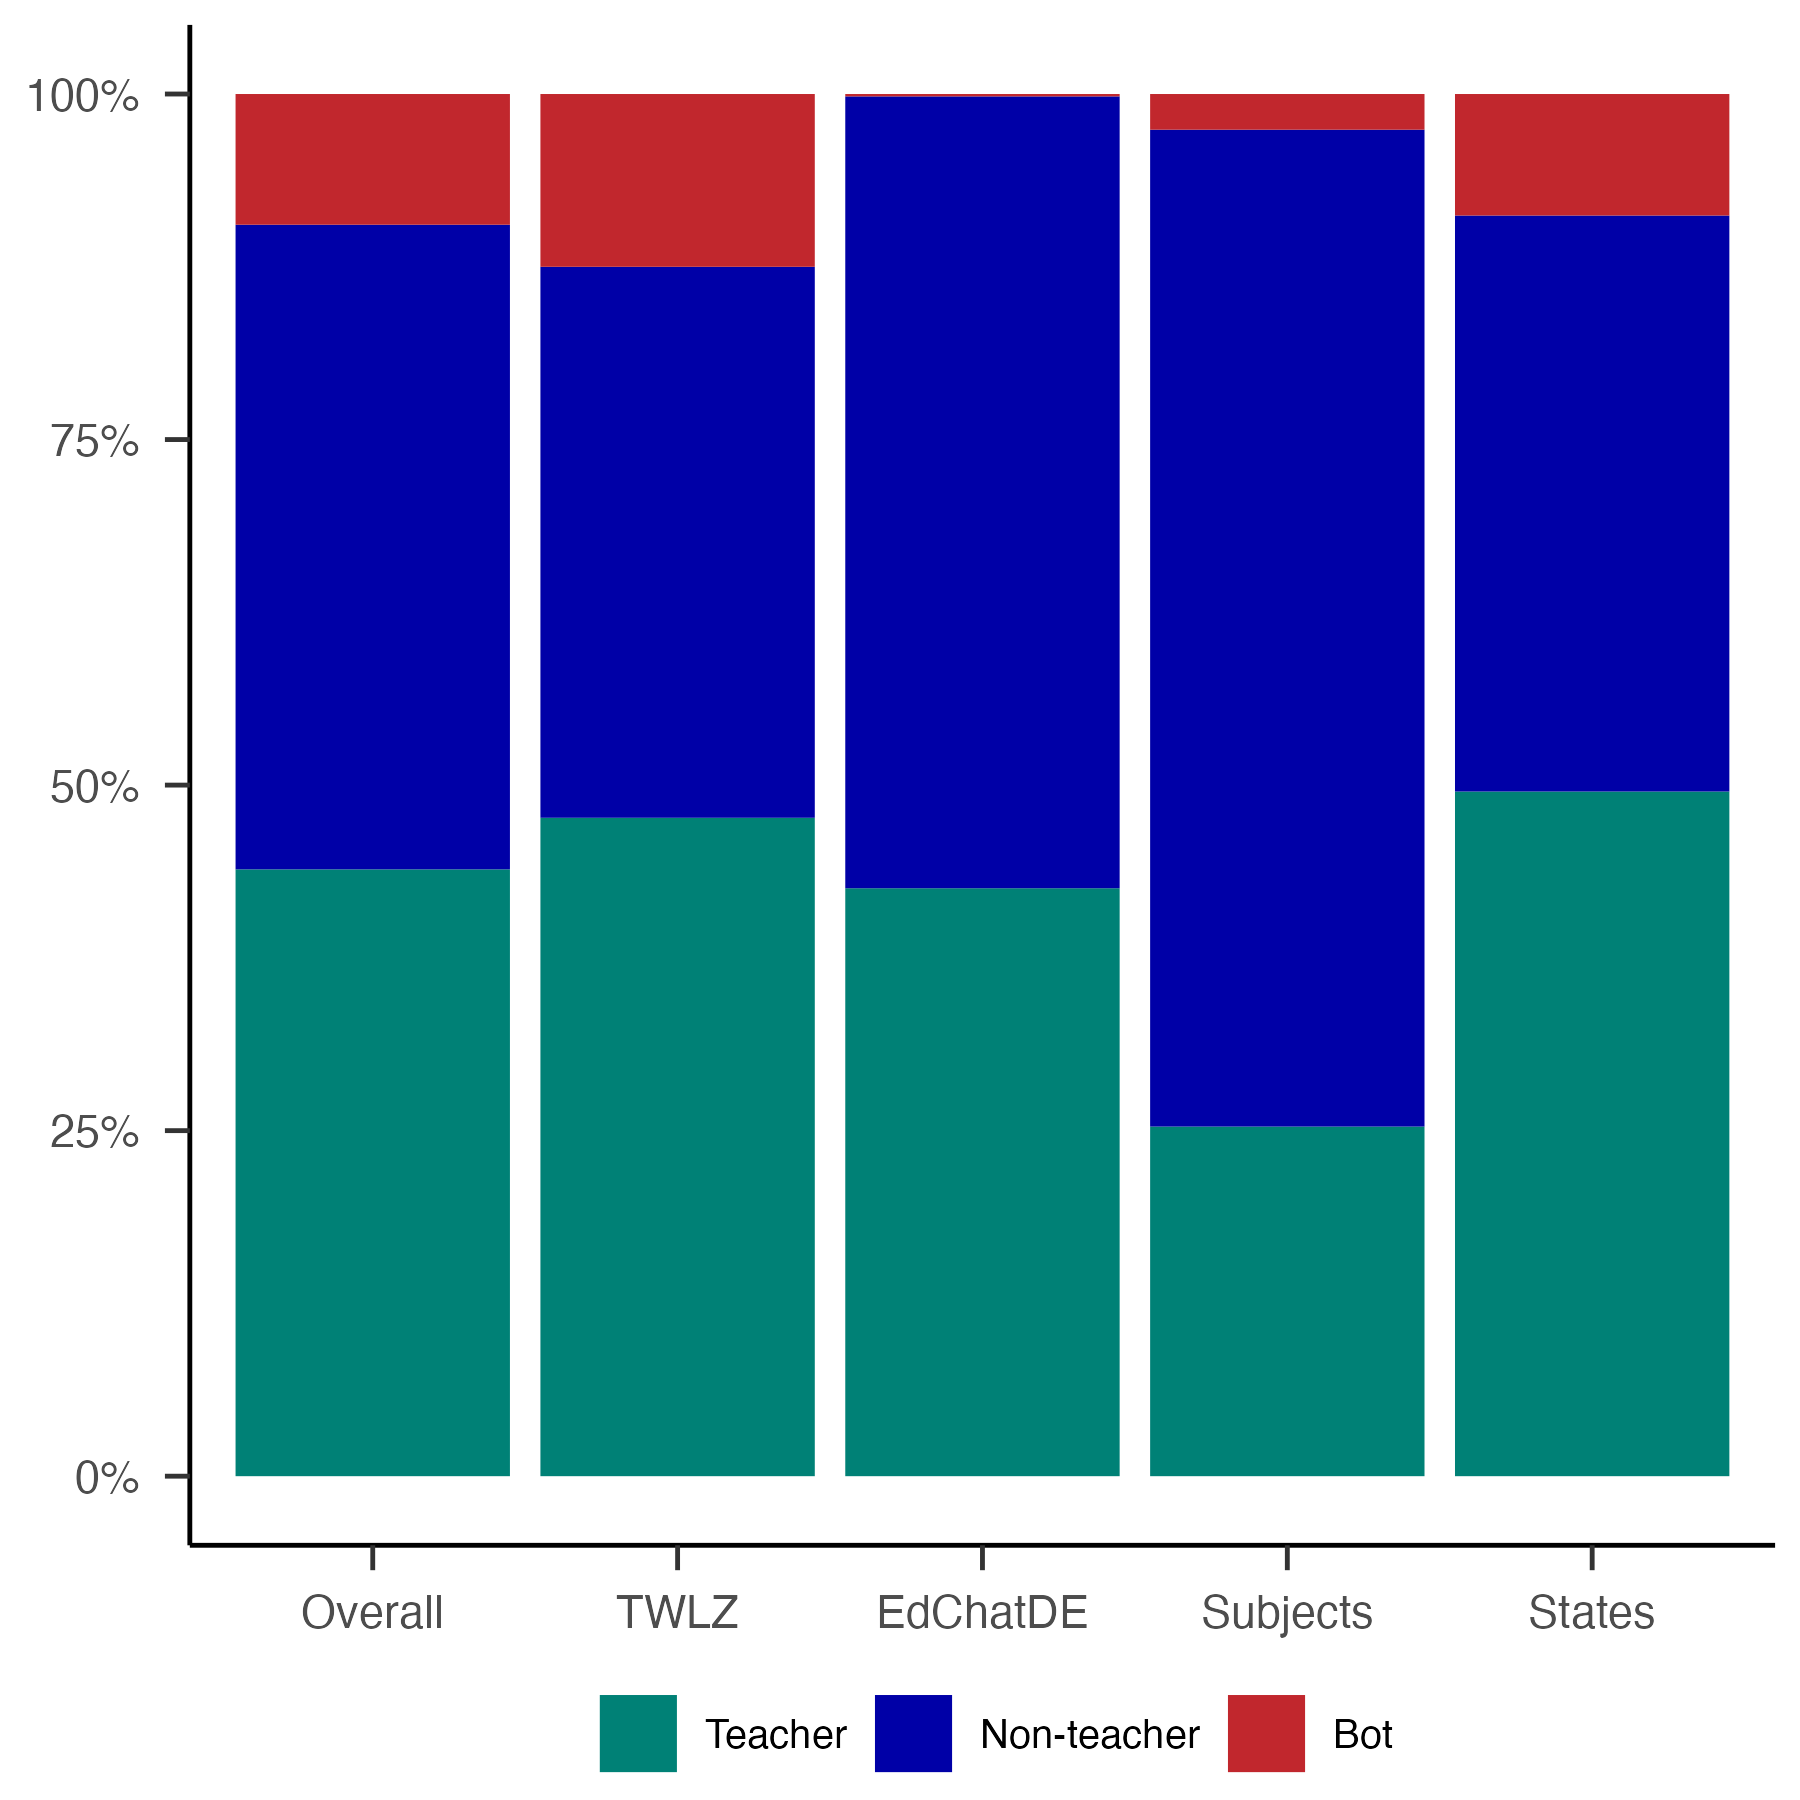 100%
75%
50%
25%
0%
Overall TWLZ EdChatDE Subjects States
Teacher Non-teacher Bot